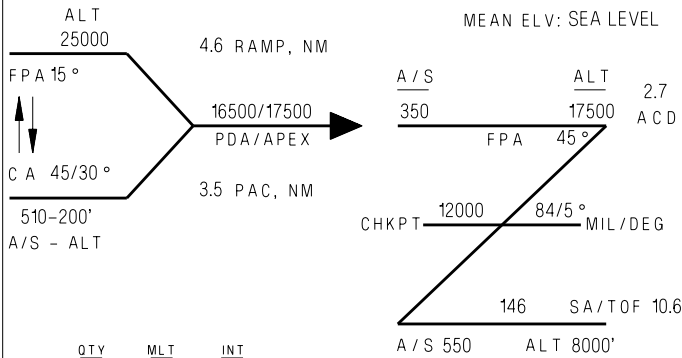 ALT
25000
FPA 15°
CA 45/30°
510-200'
A/S - ALT
4.6 RAMP, NM
16500/17500
PDA/APEX
3.5 PAC, NM
MEAN ELV: SEA LEVEL
A/S ALT
350 17500
2.7
ACD
FPA 45°
CHKPT 12000 84/5° MIL/DEG
146 SA/TOF 10.6
A/S 550 ALT 8000'
QTY MLT INT